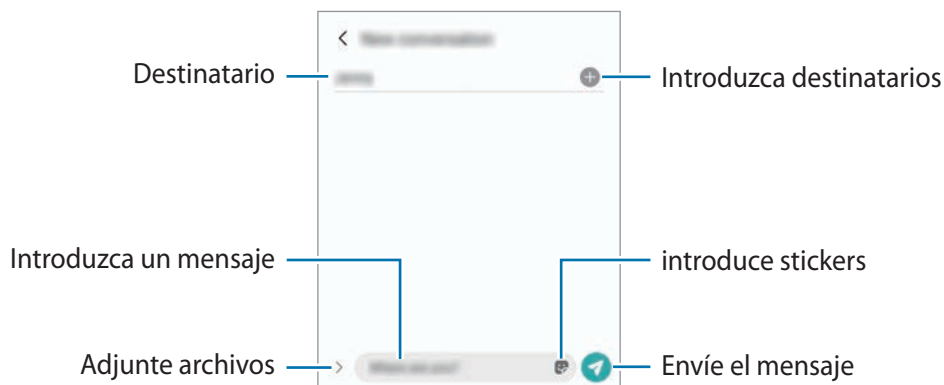 Destinatario
Introduzca destinatarios
Introduzca un mensaje
introduce stickers
Adjunte archivos
Envíe el mensaje